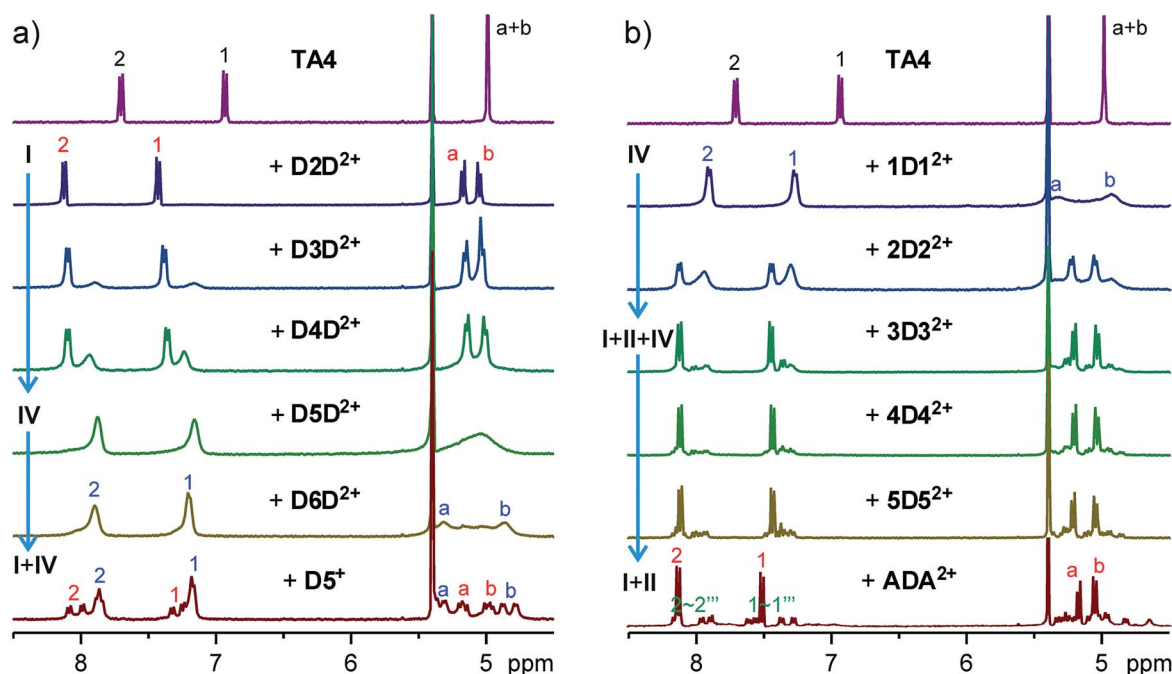 a)
TA4
a+b
2
1
I
2
1
+ D2D²⁺
a
b
+ D3D²⁺
+ D4D²⁺
IV
+ D5D²⁺
2
1
+ D6D²⁺
a
b
I+IV
2
2
1
1
+ D5⁺
a
a
b
b
8
7
6
5
ppm
b)
TA4
a+b
2
1
IV
2
1
+ 1D1²⁺
a
b
+ 2D2²⁺
I+II+IV
+ 3D3²⁺
+ 4D4²⁺
+ 5D5²⁺
I+II
2
1
+ ADA²⁺
a
b
2~2’’’
1~1’’’
8
7
6
5
ppm